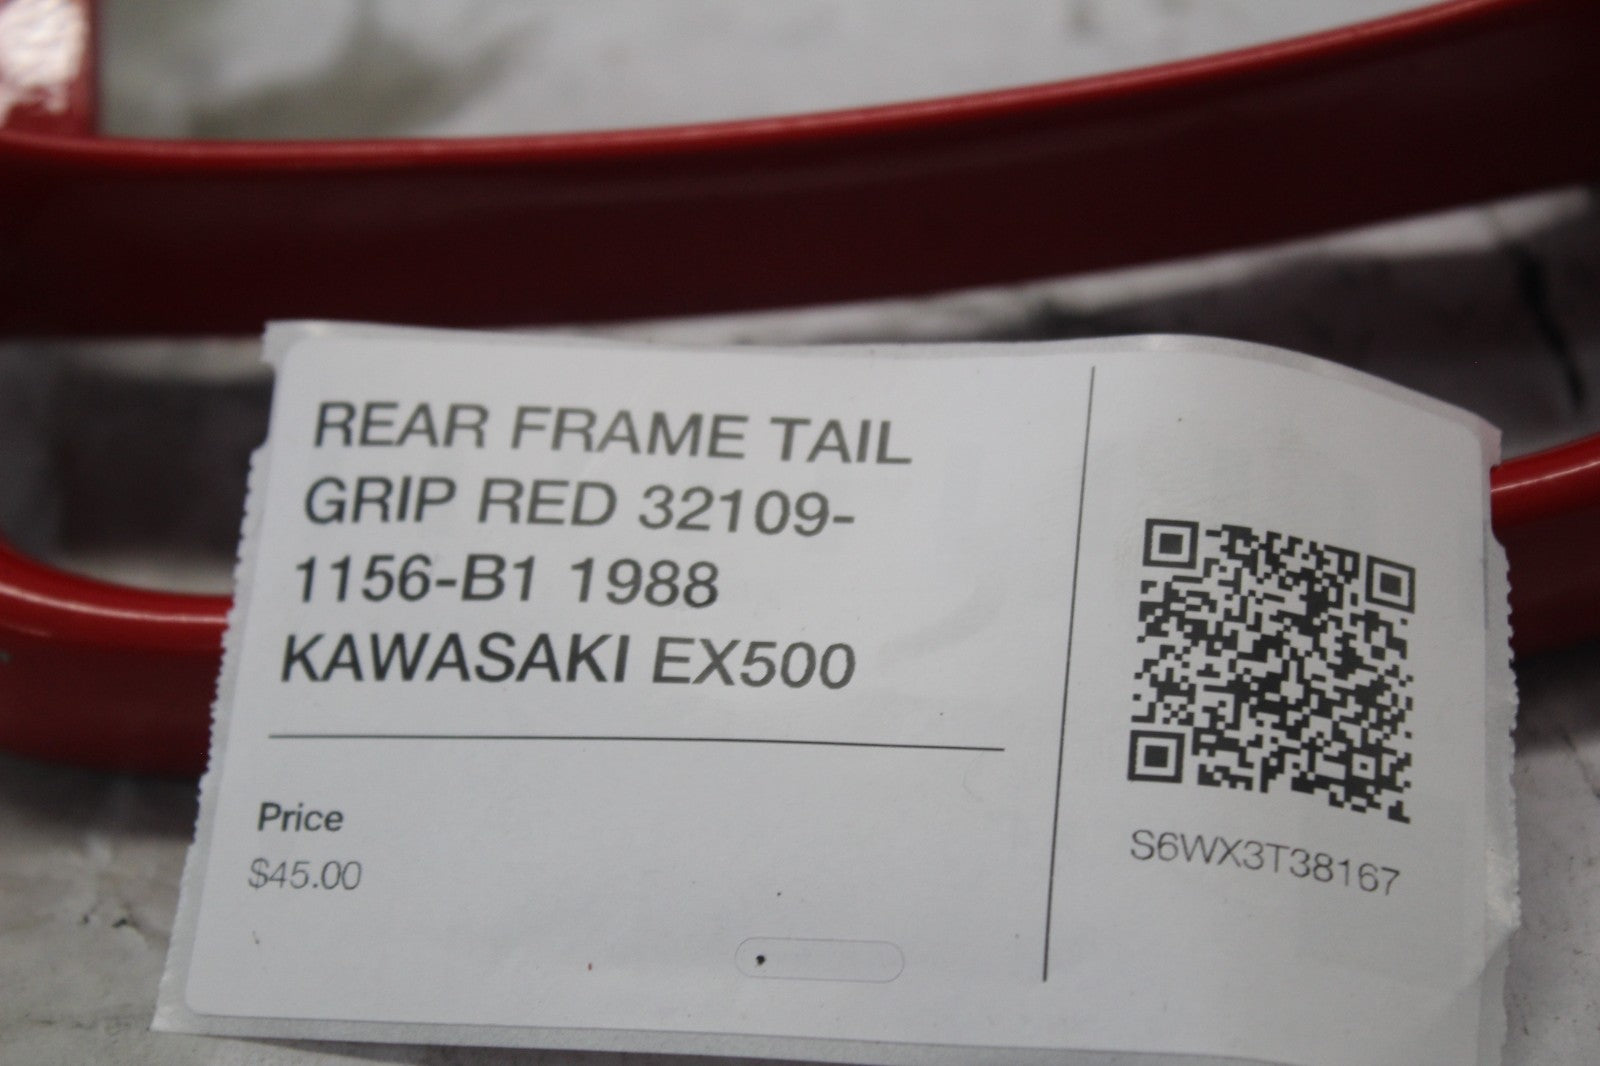 REAR FRAME TAIL
GRIP RED 32109-
1156-B1 1988
KAWASAKI EX500
Price
$45.00
S6WX3T38167